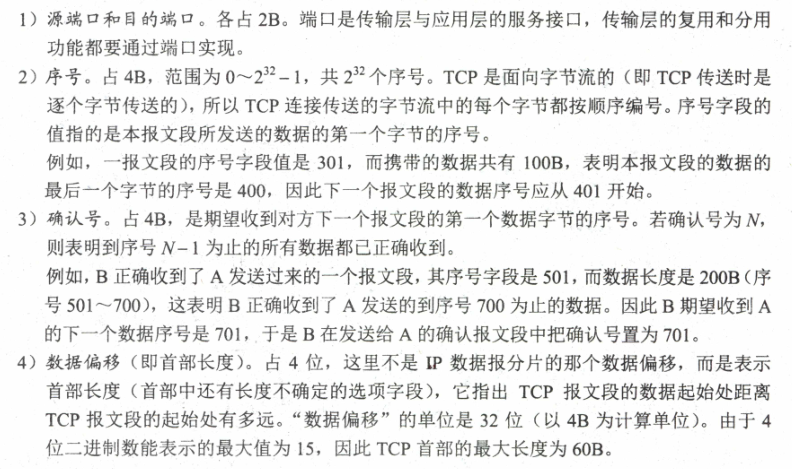 1）源端口和目的端口。各占 2B。端口是传输层与应用层的服务接口，传输层的复用和分用
功能都要通过端口实现。
2）序号。占 4B，范围为 0～2³² – 1，共 2³² 个序号。TCP 是面向字节流的（即 TCP 传送时是
逐个字节传送的），所以 TCP 连接传送的字节流中的每个字节都按顺序编号。序号字段的
值指的是本报文段所发送的数据的第一个字节的序号。
例如，一报文段的序号字段值是 301，而携带的数据共有 100B，表明本报文段的数据的
最后一个字节的序号是 400，因此下一个报文段的数据序号应从 401 开始。
3）确认号。占 4B，是期望收到对方下一个报文段的第一个数据字节的序号。若确认号为 N，
则表明到序号 N – 1 为止的所有数据都已正确收到。
例如，B 正确收到了 A 发送过来的一个报文段，其序号字段是 501，而数据长度是 200B（序
号 501～700），这表明 B 正确收到了 A 发送的到序号 700 为止的数据。因此 B 期望收到 A
的下一个数据序号是 701，于是 B 在发送给 A 的确认报文段中把确认号置为 701。
4）数据偏移（即首部长度）。占 4 位，这里不是 IP 数据报分片的那个数据偏移，而是表示
首部长度（首部中还有长度不确定的选项字段），它指出 TCP 报文段的数据起始处距离
TCP 报文段的起始处有多远。“数据偏移”的单位是 32 位（以 4B 为计算单位）。由于 4
位二进制数能表示的最大值为 15，因此 TCP 首部的最大长度为 60B。